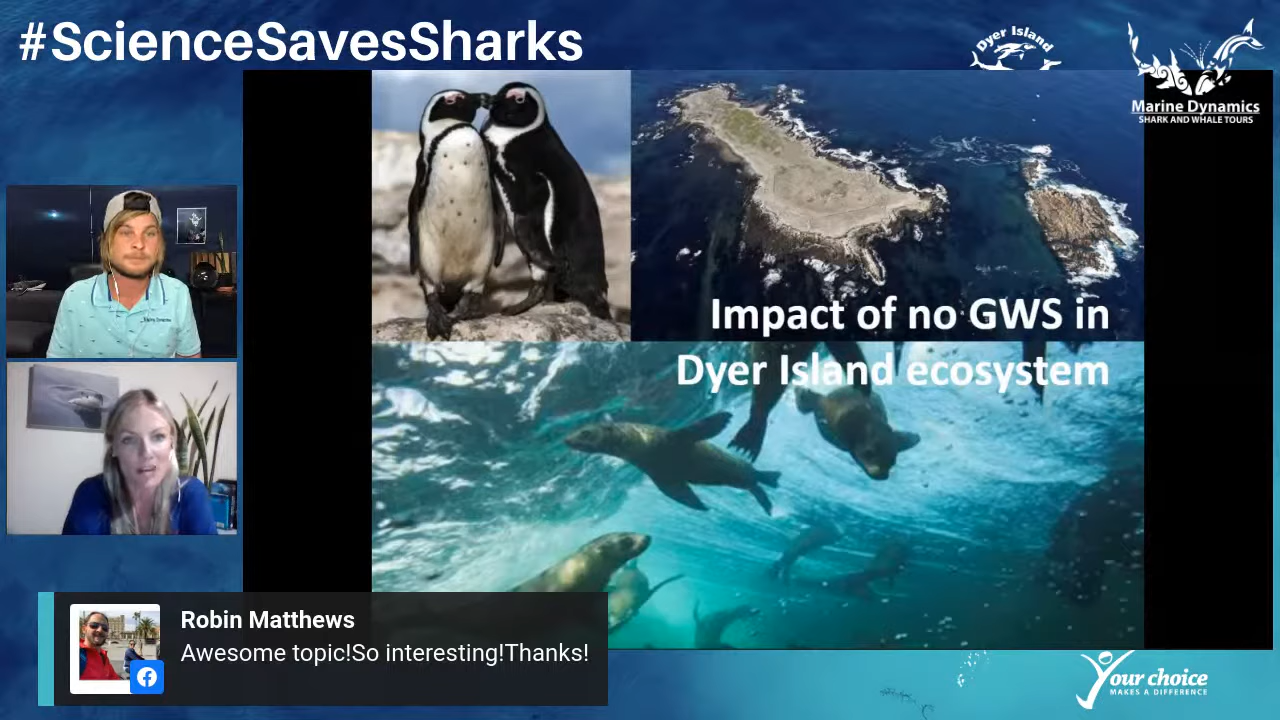 #ScienceSavesSharks
Dyer Island
Marine Dynamics
SHARK AND WHALE TOURS
Impact of no GWS in
Dyer Island ecosystem
Robin Matthews
Awesome topic!So interesting!Thanks!
Your choice
MAKES A DIFFERENCE